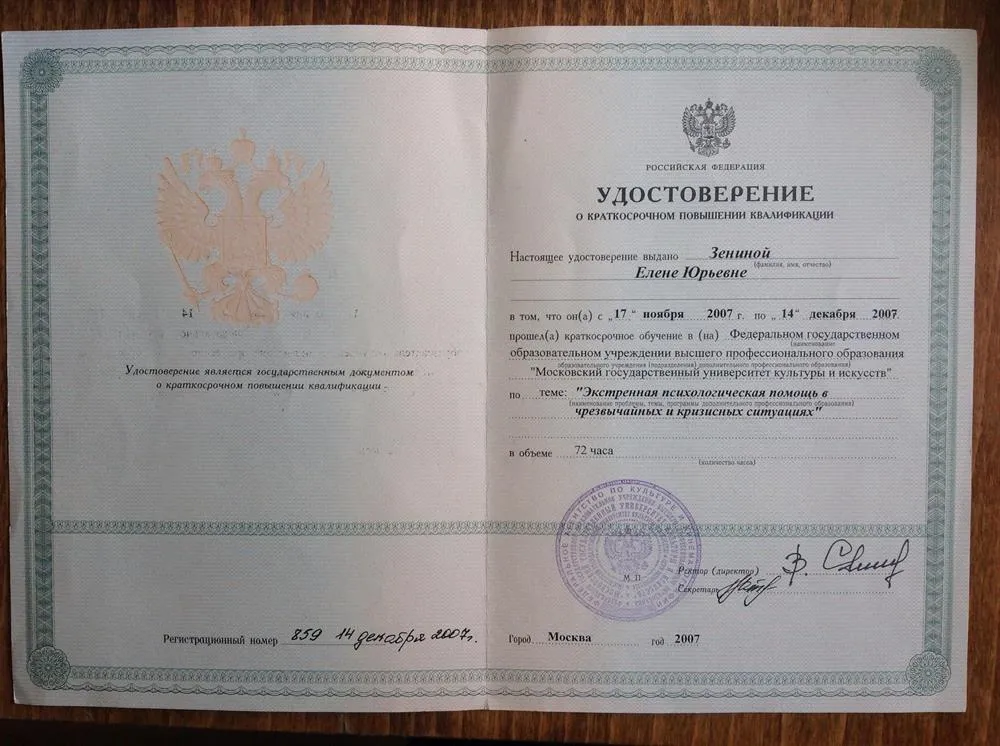 Удостоверение является государственным документом
о краткосрочном повышении квалификации
Регистрационный номер 859 14 декабря 2007г.
РОССИЙСКАЯ ФЕДЕРАЦИЯ
УДОСТОВЕРЕНИЕ
О КРАТКОСРОЧНОМ ПОВЫШЕНИИ КВАЛИФИКАЦИИ
Настоящее удостоверение выдано Зениной
(фамилия, имя, отчество)
Елене Юрьевне
в том, что он(а) с „17“ ноября 2007 г. по „14“ декабря 2007
прошел(а) краткосрочное обучение в (на) Федеральном государственном
(наименование
образовательном учреждении высшего профессионального образования
образовательного учреждения (подразделения) дополнительного профессионального образования)
"Московский государственный университет культуры и искусств"
по теме: "Экстренная психологическая помощь в
(наименование проблемы, темы, программы дополнительного профессионального образования)
чрезвычайных и кризисных ситуациях"
в объеме 72 часа
(количество часов)
М.П.
Ректор (директор)
Секретарь
Город Москва год 2007